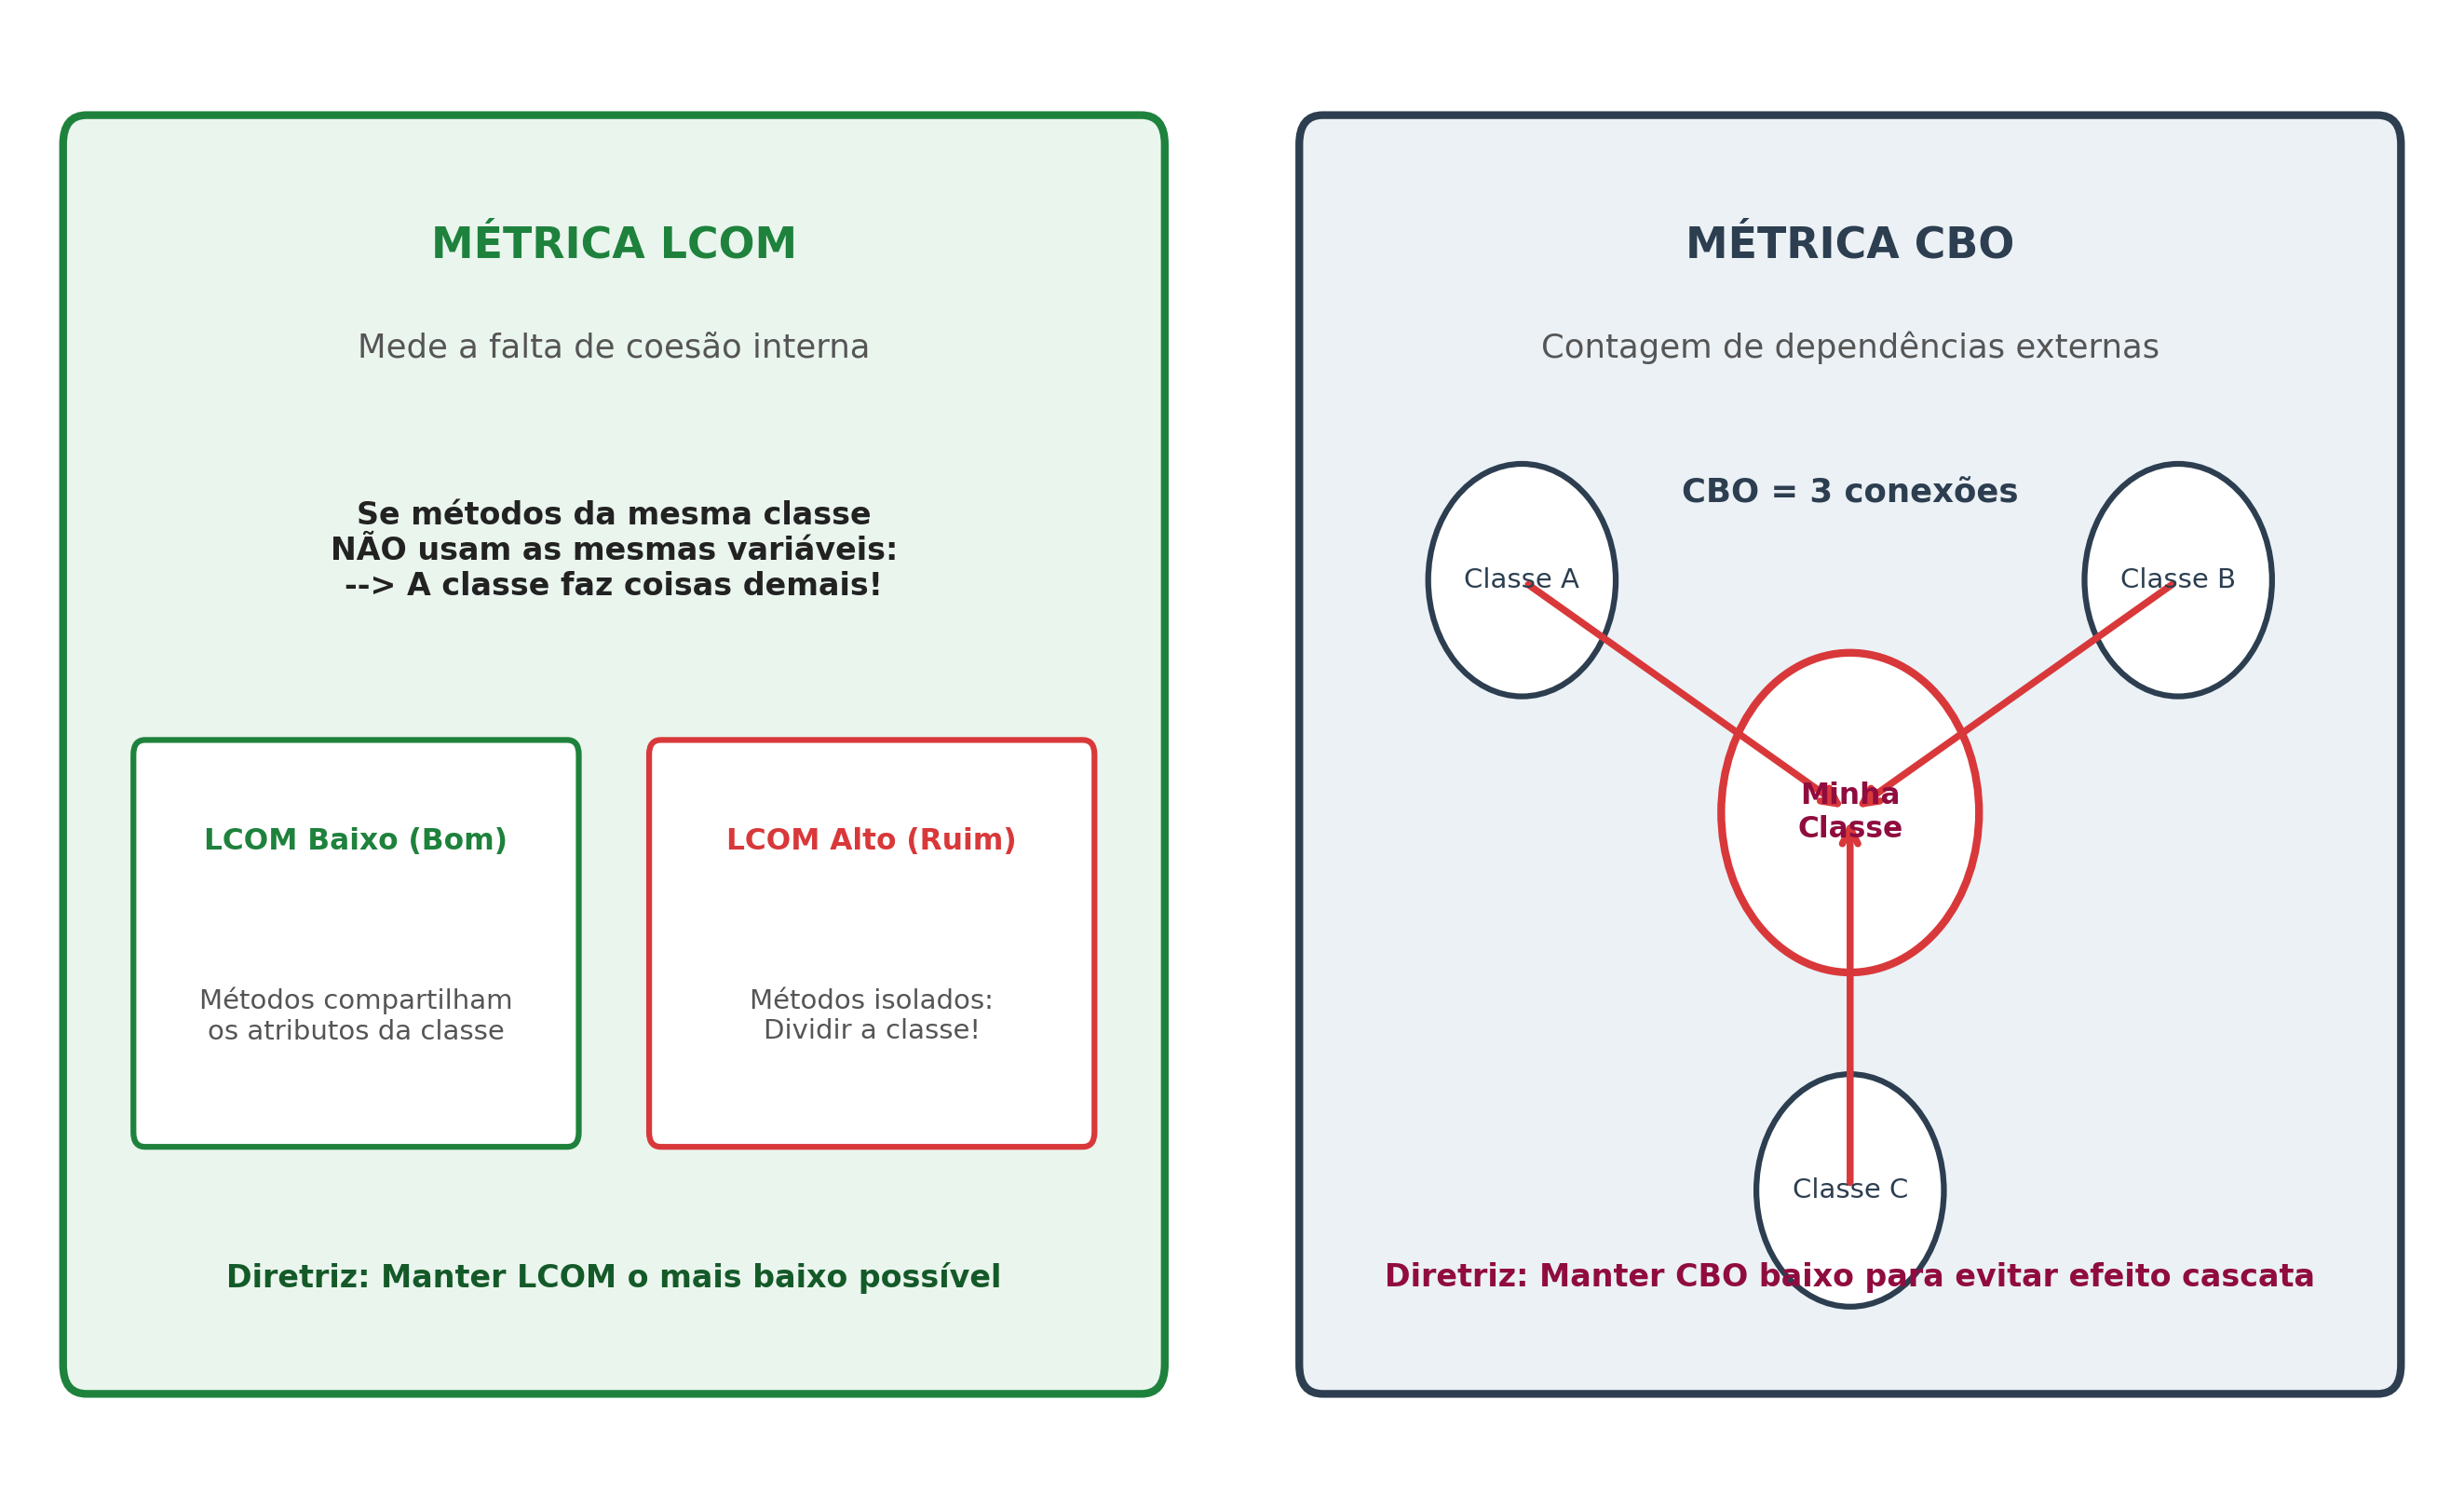 MÉTRICA LCOM
Mede a falta de coesão interna
Se métodos da mesma classe
NÃO usam as mesmas variáveis:
--> A classe faz coisas demais!
LCOM Baixo (Bom)
Métodos compartilham
os atributos da classe
LCOM Alto (Ruim)
Métodos isolados:
Dividir a classe!
Diretriz: Manter LCOM o mais baixo possível
MÉTRICA CBO
Contagem de dependências externas
CBO = 3 conexões
Classe A
Classe B
Minha
Classe
Classe C
Diretriz: Manter CBO baixo para evitar efeito cascata